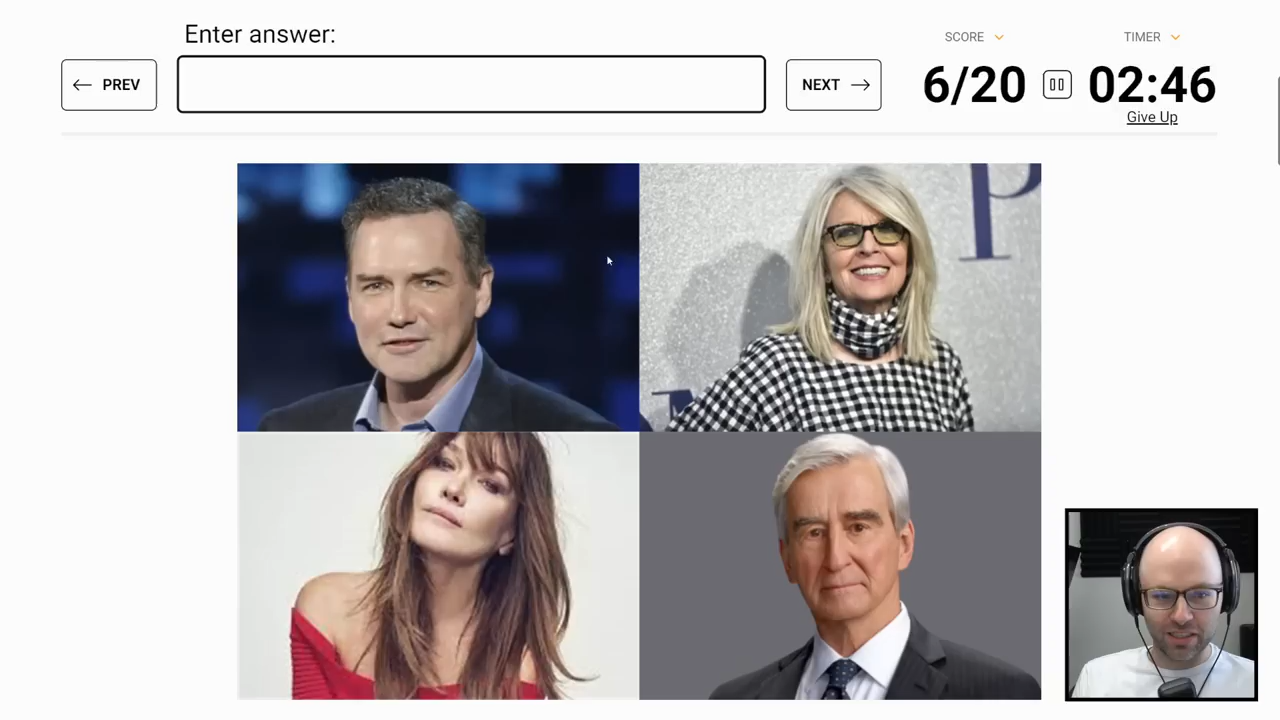 Enter answer:
SCORE
TIMER
← PREV
NEXT →
6/20
02:46
Give Up
P